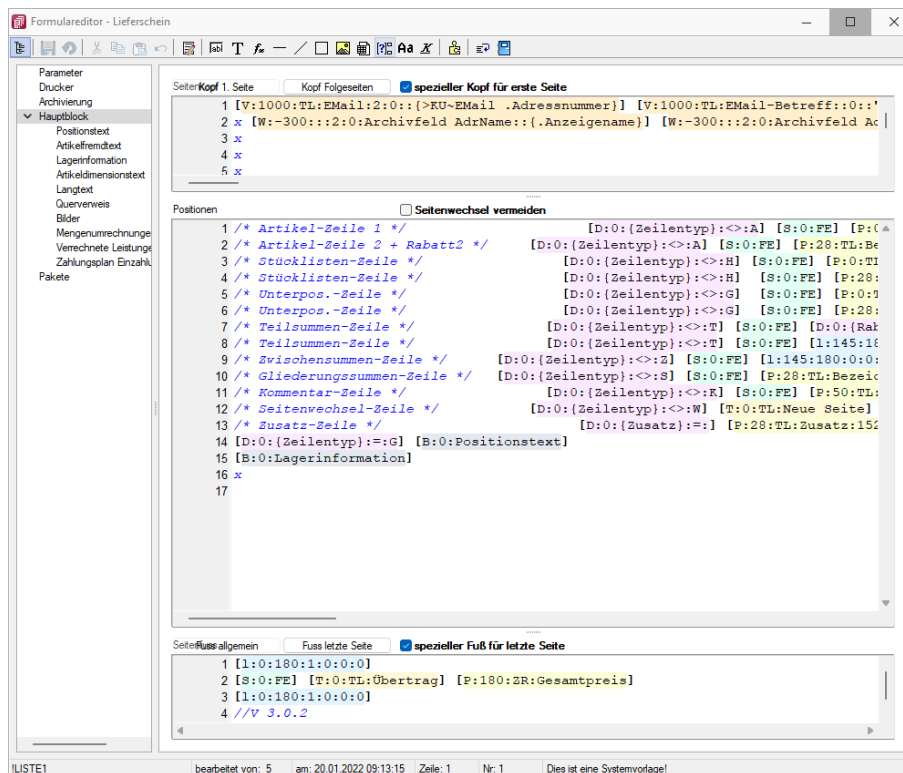 Formulareditor - Lieferschein
Parameter
Drucker
Archivierung
Hauptblock
Positionstext
Artikelfremdtext
Lagerinformation
Artikeldimensionstext
Langtext
Querverweis
Bilder
Mengenumrechnunge
Verrechnete Leistunge
Zahlungsplan Einzahlu
Pakete
Kopf 1. Seite Kopf Folgeseiten spezieller Kopf für erste Seite
1 [V:1000:TL:EMail:2:0::{>KU~EMail .Adressnummer}] [V:1000:TL:EMail-Betreff::0::'
2 x [W:-300:::2:0:Archivfeld AdrName::{.Anzeigename}] [W:-300:::2:0:Archivfeld Ad
3 x
4 x
5 x
Positionen Seitenwechsel vermeiden
1 /* Artikel-Zeile 1 */ [D:0:{Zeilentyp}:<>:A] [S:0:FE] [P:0
2 /* Artikel-Zeile 2 + Rabatt2 */ [D:0:{Zeilentyp}:<>:A] [S:0:FE] [P:28:TL:Be
3 /* Stücklisten-Zeile */ [D:0:{Zeilentyp}:<>:H] [S:0:FE] [P:0:TL
4 /* Stücklisten-Zeile */ [D:0:{Zeilentyp}:<>:H] [S:0:FE] [P:28:
5 /* Unterpos.-Zeile */ [D:0:{Zeilentyp}:<>:G] [S:0:FE] [P:0:T
6 /* Unterpos.-Zeile */ [D:0:{Zeilentyp}:<>:G] [S:0:FE] [P:28:
7 /* Teilsummen-Zeile */ [D:0:{Zeilentyp}:<>:T] [S:0:FE] [D:0:{Rab
8 /* Teilsummen-Zeile */ [D:0:{Zeilentyp}:<>:T] [S:0:FE] [l:145:18
9 /* Zwischensummen-Zeile */ [D:0:{Zeilentyp}:<>:Z] [S:0:FE] [l:145:180:0:0:
10 /* Gliederungssummen-Zeile */ [D:0:{Zeilentyp}:<>:S] [S:0:FE] [P:28:TL:Bezeic
11 /* Kommentar-Zeile */ [D:0:{Zeilentyp}:<>:K] [S:0:FE] [P:50:TL:
12 /* Seitenwechsel-Zeile */ [D:0:{Zeilentyp}:<>:W] [T:0:TL:Neue Seite]
13 /* Zusatz-Zeile */ [D:0:{Zusatz}:=:] [P:28:TL:Zusatz:152
14 [D:0:{Zeilentyp}:=:G] [B:0:Positionstext]
15 [B:0:Lagerinformation]
16 x
17
Fuss allgemein Fuss letzte Seite spezieller Fuß für letzte Seite
1 [l:0:180:1:0:0:0]
2 [S:0:FE] [T:0:TL:Übertrag] [P:180:ZR:Gesamtpreis]
3 [l:0:180:1:0:0:0]
4 //V 3.0.2
!LISTE1 bearbeitet von: 5 am: 20.01.2022 09:13:15 Zeile: 1 Nr: 1 Dies ist eine Systemvorlage!